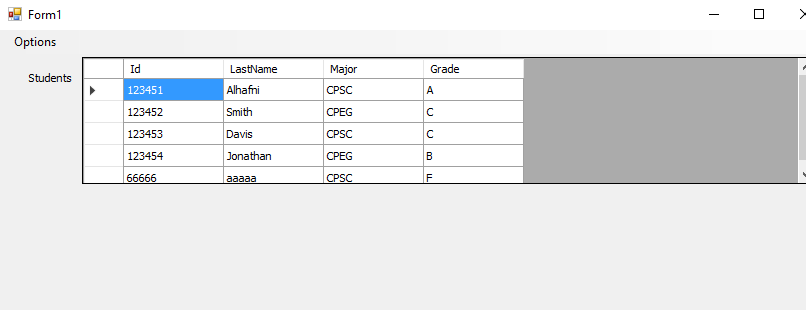 Form1
Options
Students
Id LastName Major Grade
123451 Alhafni CPSC A
123452 Smith CPEG C
123453 Davis CPSC C
123454 Jonathan CPEG B
66666 aaaaa CPSC F